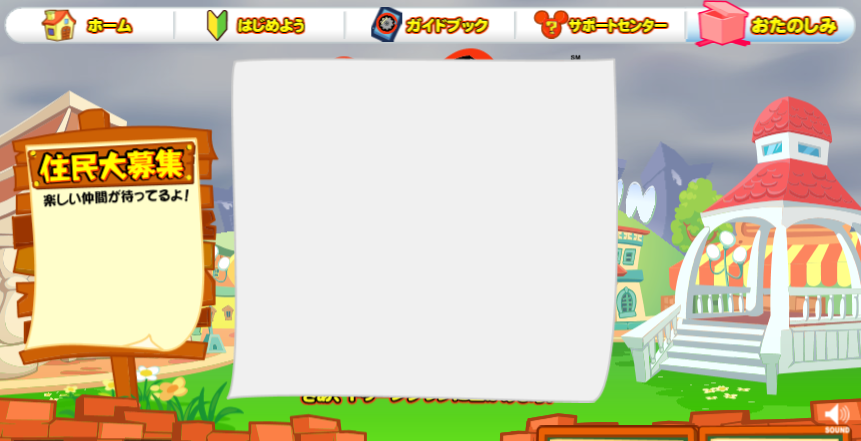 ホーム
はじめよう
ガイドブック
サポートセンター
おたのしみ
SM
住民大募集
楽しい仲間が待ってるよ!
SOUND